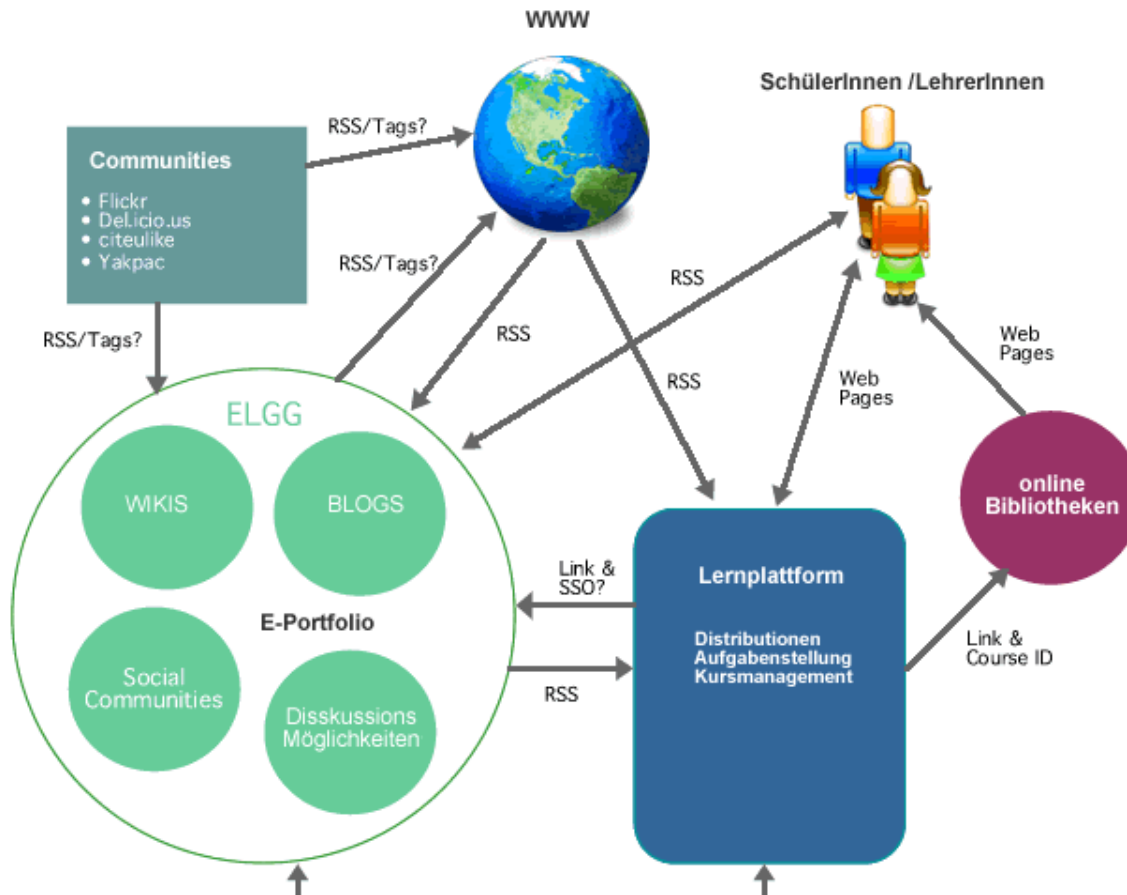 WWW
SchülerInnen /LehrerInnen
RSS/Tags?
Communities
• Flickr
• Del.icio.us
• citeulike
• Yakpac
RSS/Tags?
RSS
RSS/Tags?
RSS
Web
Pages
RSS
Web
Pages
ELGG
WIKIS
BLOGS
online
Bibliotheken
Link &
SSO?
Lernplattform
E-Portfolio
Distributionen
Aufgabenstellung
Kursmanagement
Link &
Course ID
Social
Communities
RSS
Disskussions
Möglichkeiten